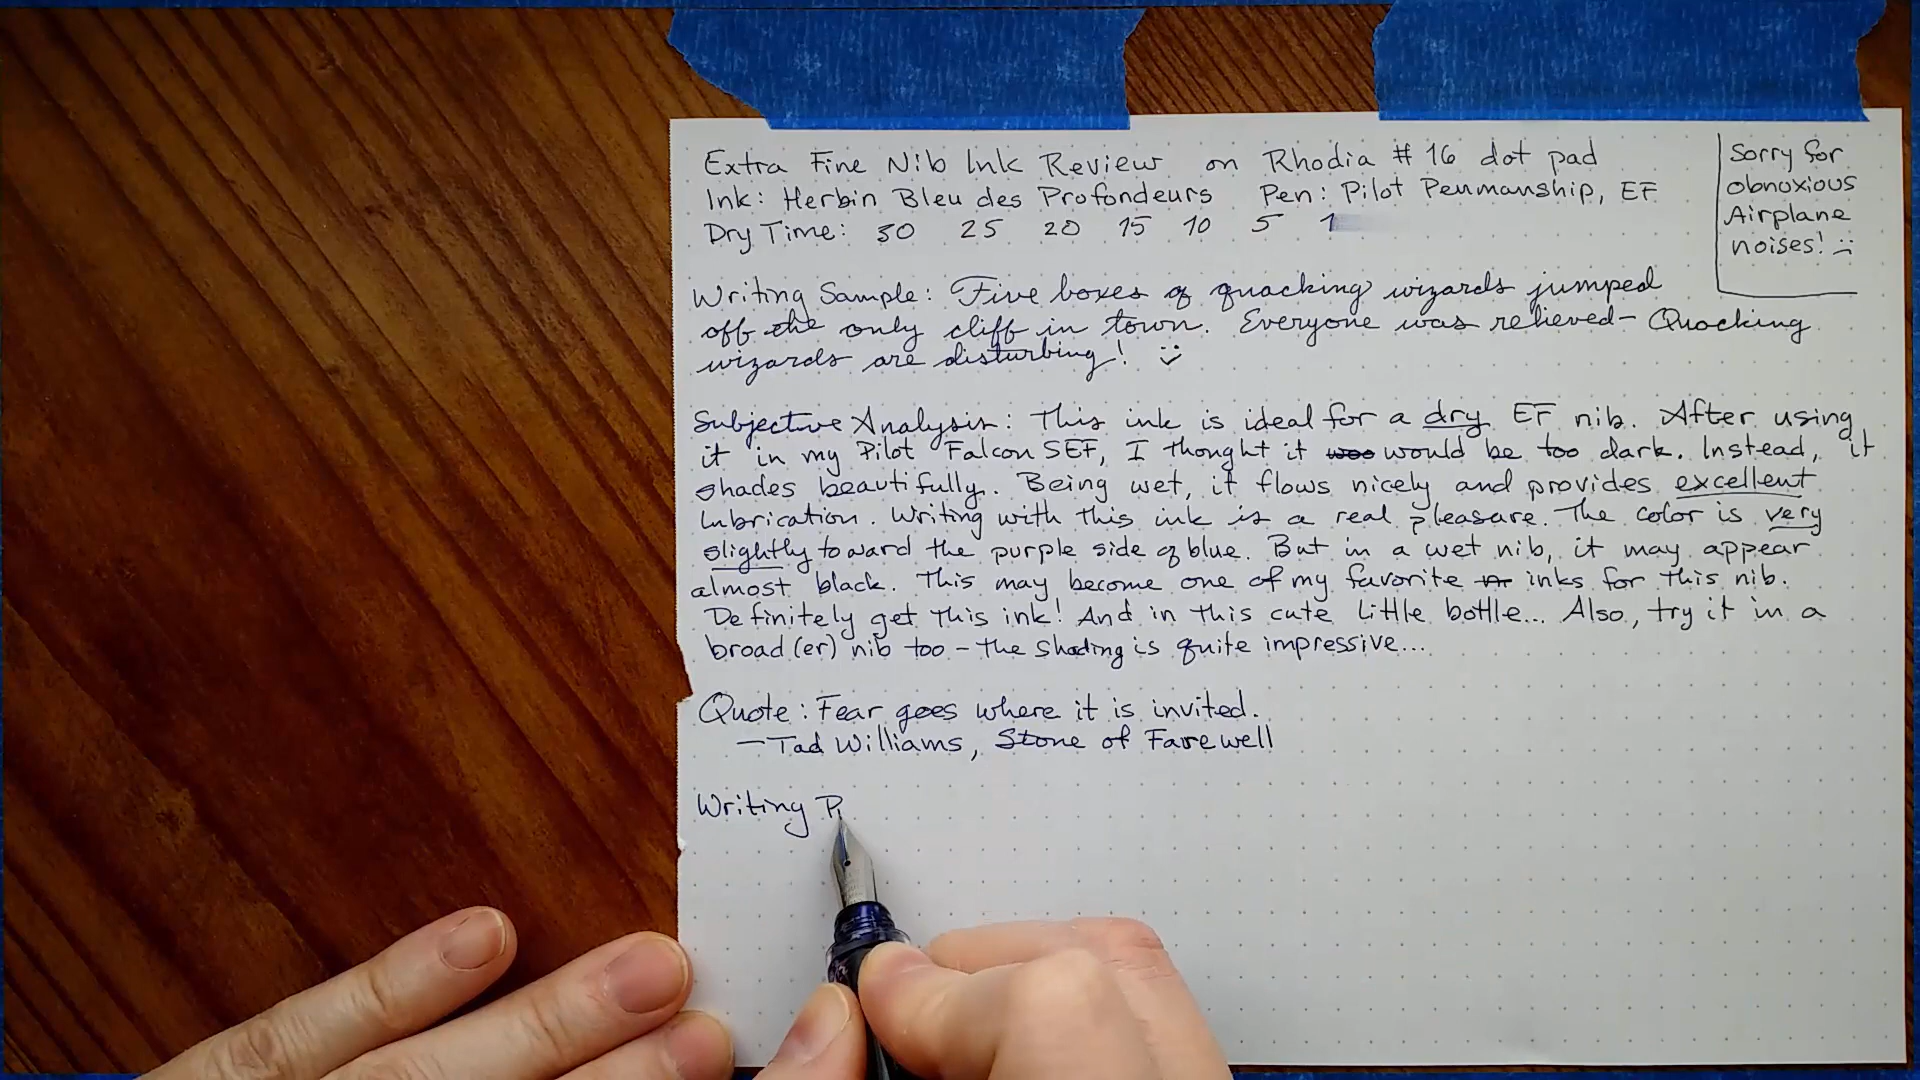 Extra Fine Nib Ink Review on Rhodia #16 dot pad
Ink: Herbin Bleu des Profondeurs Pen: Pilot Penmanship, EF
Dry Time: 30 25 20 15 10 5 1
Sorry for
obnoxious
Airplane
noises! :(
Writing Sample: Five boxes of quacking wizards jumped
off the only cliff in town. Everyone was relieved- Quacking
wizards are disturbing! :)
Subjective Analysis: This ink is ideal for a dry EF nib. After using
it in my Pilot Falcon SEF, I thought it would be too dark. Instead, it
shades beautifully. Being wet, it flows nicely and provides excellent
lubrication. Writing with this ink is a real pleasure. The color is very
slightly toward the purple side of blue. But in a wet nib, it may appear
almost black. This may become one of my favorite inks for this nib.
Definitely get this ink! And in this cute little bottle... Also, try it in a
broad(er) nib too - the shading is quite impressive...
Quote: Fear goes where it is invited.
- Tad Williams, Stone of Farewell
Writing P